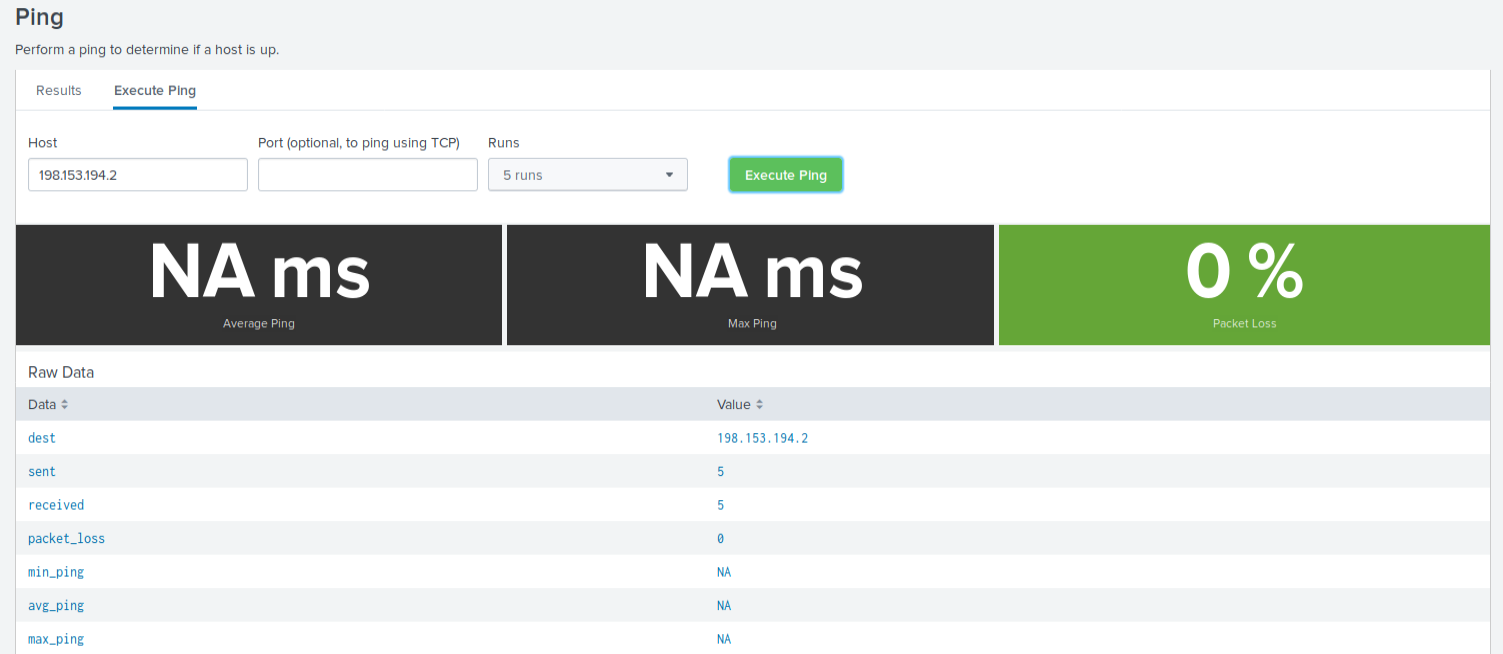 Ping
Perform a ping to determine if a host is up.
Results Execute Ping
Host Port (optional, to ping using TCP) Runs
198.153.194.2 5 runs Execute Ping
NA ms NA ms 0 %
Average Ping Max Ping Packet Loss
Raw Data
Data Value
dest 198.153.194.2
sent 5
received 5
packet_loss 0
min_ping NA
avg_ping NA
max_ping NA